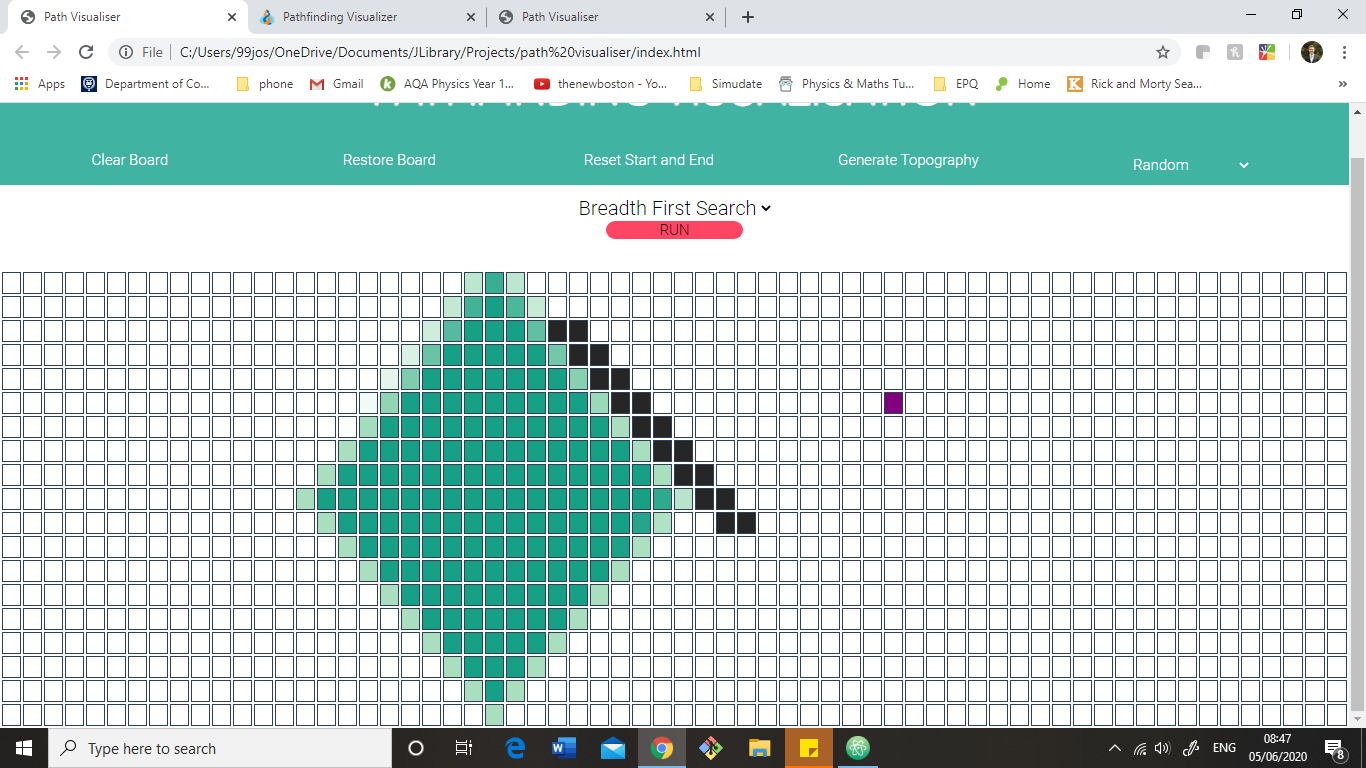 Path Visualiser
Pathfinding Visualizer
Path Visualiser
File
C:/Users/99jos/OneDrive/Documents/JLibrary/Projects/path%20visualiser/index.html
Apps
Department of Co...
phone
Gmail
AQA Physics Year 1...
thenewboston - Yo...
Simudate
Physics & Maths Tu...
EPQ
Home
Rick and Morty Sea...
Clear Board
Restore Board
Reset Start and End
Generate Topography
Random
Breadth First Search
RUN
Type here to search
ENG
08:47
05/06/2020
8